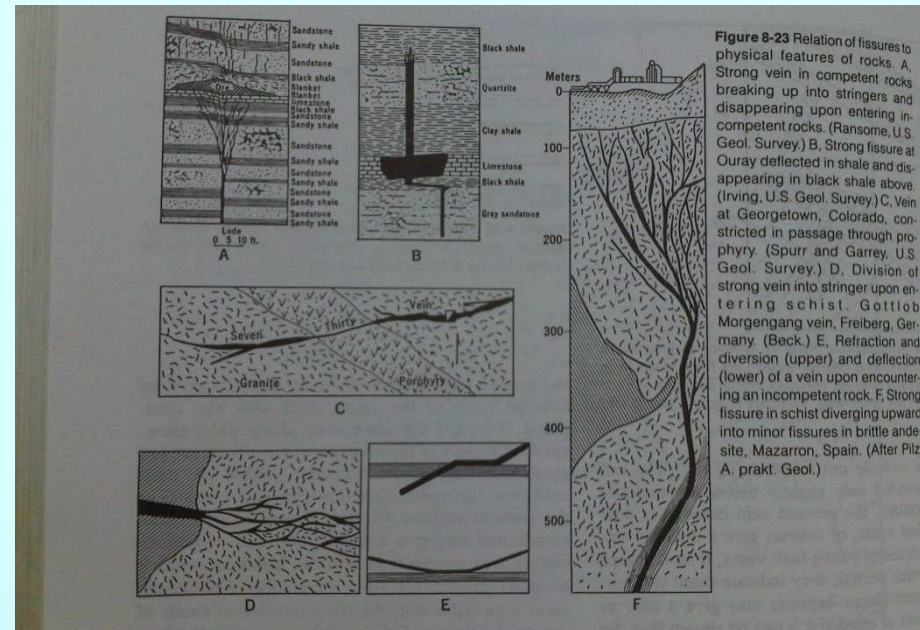 Sandstone
Sandy shale
Sandstone
Black shale
Blanket
Blanket
limestone
Black shale
Sandstone
Sandy shale
Sandstone
Sandy shale
Sandstone
Sandy shale
Sandstone
Sandy shale
Sandstone
Sandy shale
Ore
Lode
0 5 10 ft.
A
Black shale
Quartzite
Clay shale
Limestone
Black shale
Gray sandstone
B
Seven
Thirty
Vein
Granite
Porphyry
C
D
E
Meters
0
100
200
300
400
500
F
Figure 8-23 Relation of fissures to
physical features of rocks. A,
Strong vein in competent rocks
breaking up into stringers and
disappearing upon entering in-
competent rocks. (Ransome, U.S.
Geol. Survey.) B, Strong fissure at
Ouray deflected in shale and dis-
appearing in black shale above.
(Irving, U.S. Geol. Survey.) C, Vein
at Georgetown, Colorado, con-
stricted in passage through pro-
phyry. (Spurr and Garrey, U.S.
Geol. Survey.) D, Division of
strong vein into stringer upon en-
tering schist. Gottlob
Morgengang vein, Freiberg, Ger-
many. (Beck.) E, Refraction and
diversion (upper) and deflection
(lower) of a vein upon encounter-
ing an incompetent rock. F, Strong
fissure in schist diverging upward
into minor fissures in brittle ande-
site, Mazarron, Spain. (After Pilz
A. prakt. Geol.)